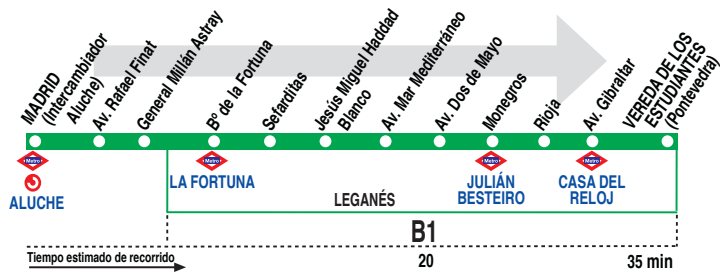 MADRID
(Intercambiador
Aluche)
Av. Rafael Finat
General Millán Astray
Bº de la Fortuna
Sefarditas
Jesús Miguel Haddad
Blanco
Av. Mar Mediterráneo
Av. Dos de Mayo
Monegros
Rioja
Av. Gibraltar
VEREDA DE LOS
ESTUDIANTES
(Pontevedra)
Metro
Metro
Metro
Metro
ALUCHE
LA FORTUNA
LEGANÉS
JULIÁN
BESTEIRO
CASA DEL
RELOJ
B1
Tiempo estimado de recorrido
20
35 min